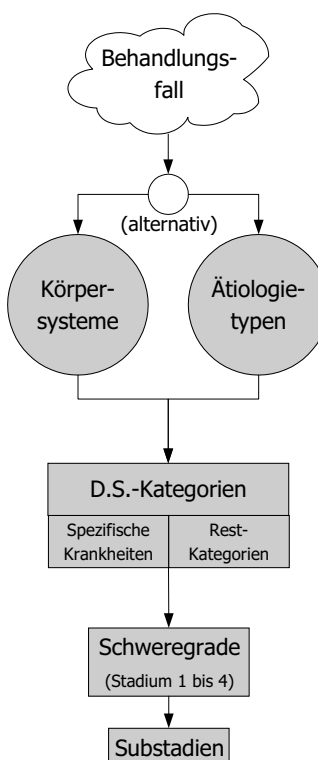 Behandlungs-
fall
(alternativ)
Körper-
systeme
Ätiologie-
typen
D.S.-Kategorien
Spezifische
Krankheiten
Rest-
Kategorien
Schweregrade
(Stadium 1 bis 4)
Substadien